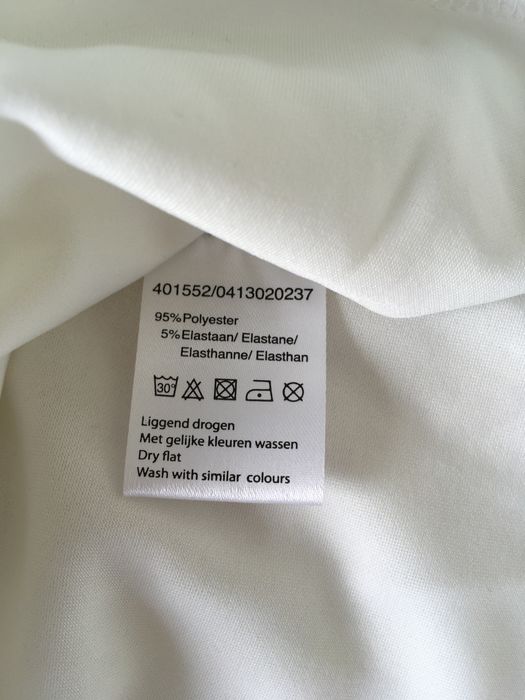 401552/0413020237
95%Polyester
5%Elastaan/ Elastane/
Elasthanne/ Elasthan
30°
Liggend drogen
Met gelijke kleuren wassen
Dry flat
Wash with similar colours